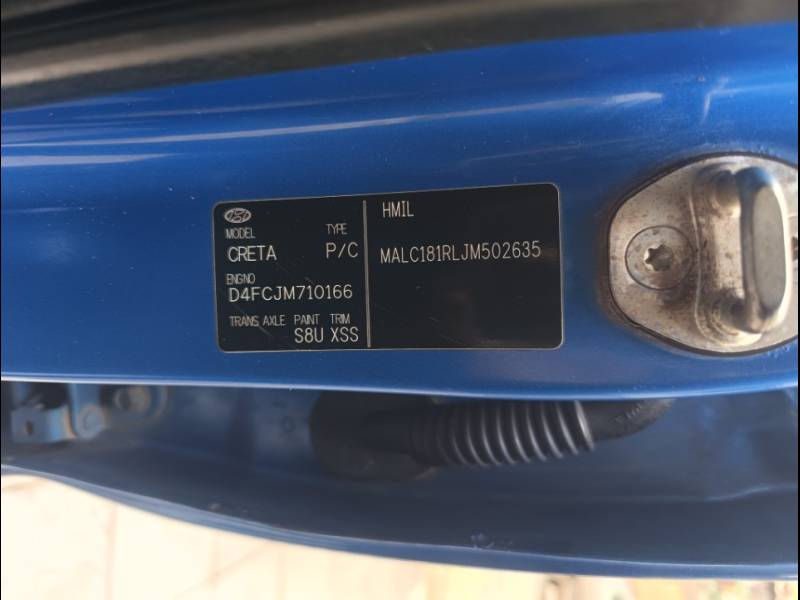 MODEL TYPE
CRETA P/C
ENGNO
D4FCJM710166
TRANS AXLE PAINT TRIM
S8U XSS
HMIL
MALC181RLJM502635